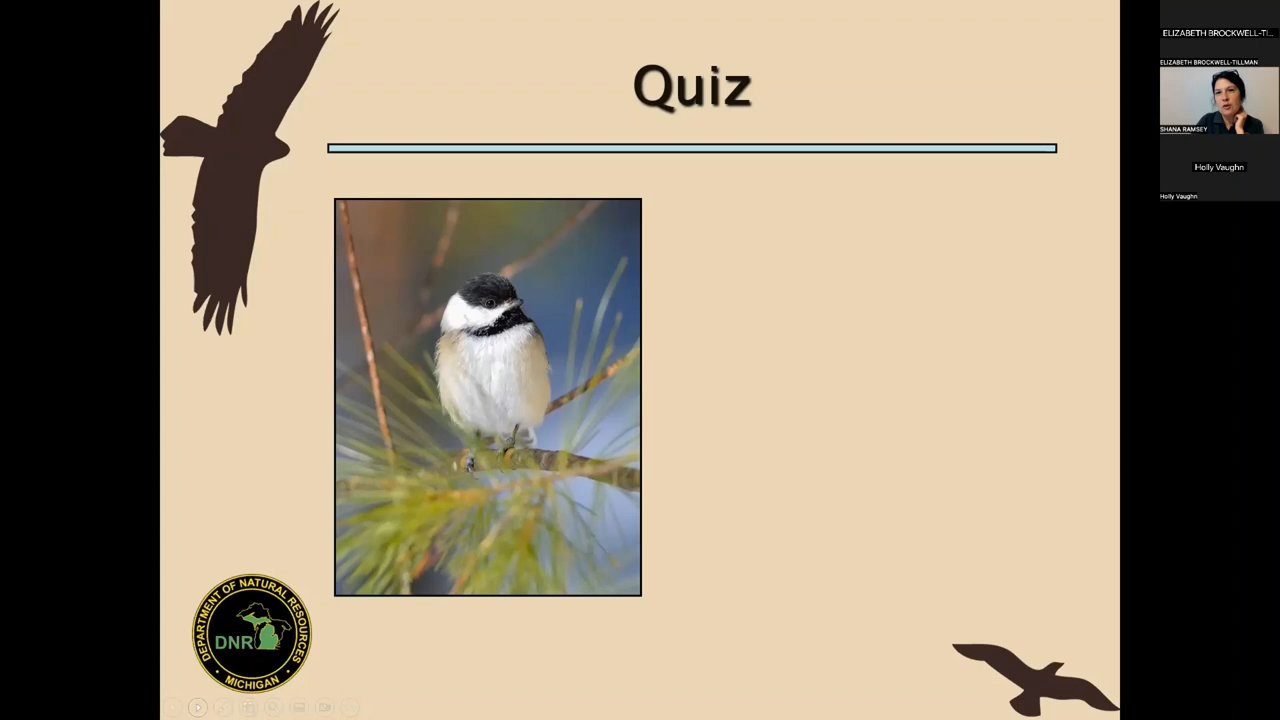 Quiz
ELIZABETH BROCKWELL-TI...
ELIZABETH BROCKWELL-TILLMAN
SHANA RAMSEY
Holly Vaughn
Holly Vaughn
DEPARTMENT OF NATURAL RESOURCES
DNR
MICHIGAN